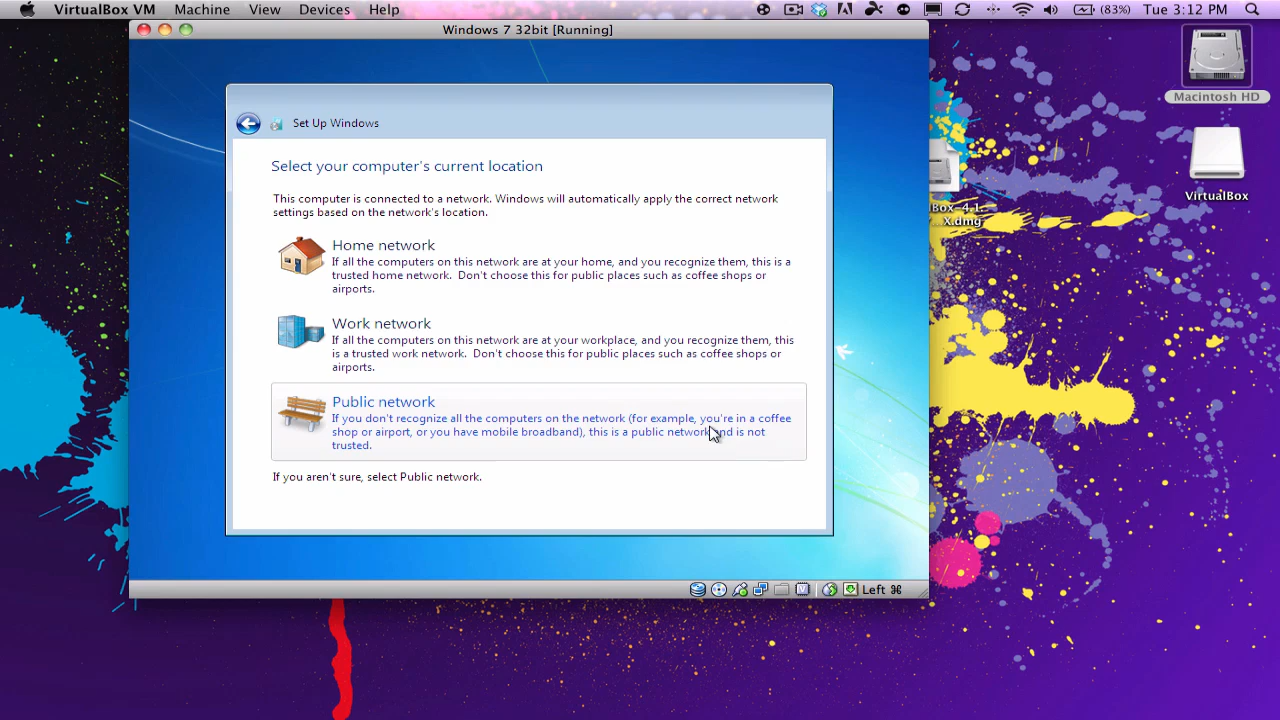 VirtualBox VM Machine View Devices Help (83%) Tue 3:12 PM
Windows 7 32bit [Running]
Set Up Windows
Select your computer's current location
This computer is connected to a network. Windows will automatically apply the correct network
settings based on the network's location.
Home network
If all the computers on this network are at your home, and you recognize them, this is a
trusted home network. Don't choose this for public places such as coffee shops or
airports.
Work network
If all the computers on this network are at your workplace, and you recognize them, this
is a trusted work network. Don't choose this for public places such as coffee shops or
airports.
Public network
If you don't recognize all the computers on the network (for example, you're in a coffee
shop or airport, or you have mobile broadband), this is a public network and is not
trusted.
If you aren't sure, select Public network.
Left ⌘
Macintosh HD
VirtualBox
Box-4.1.
X.dmg